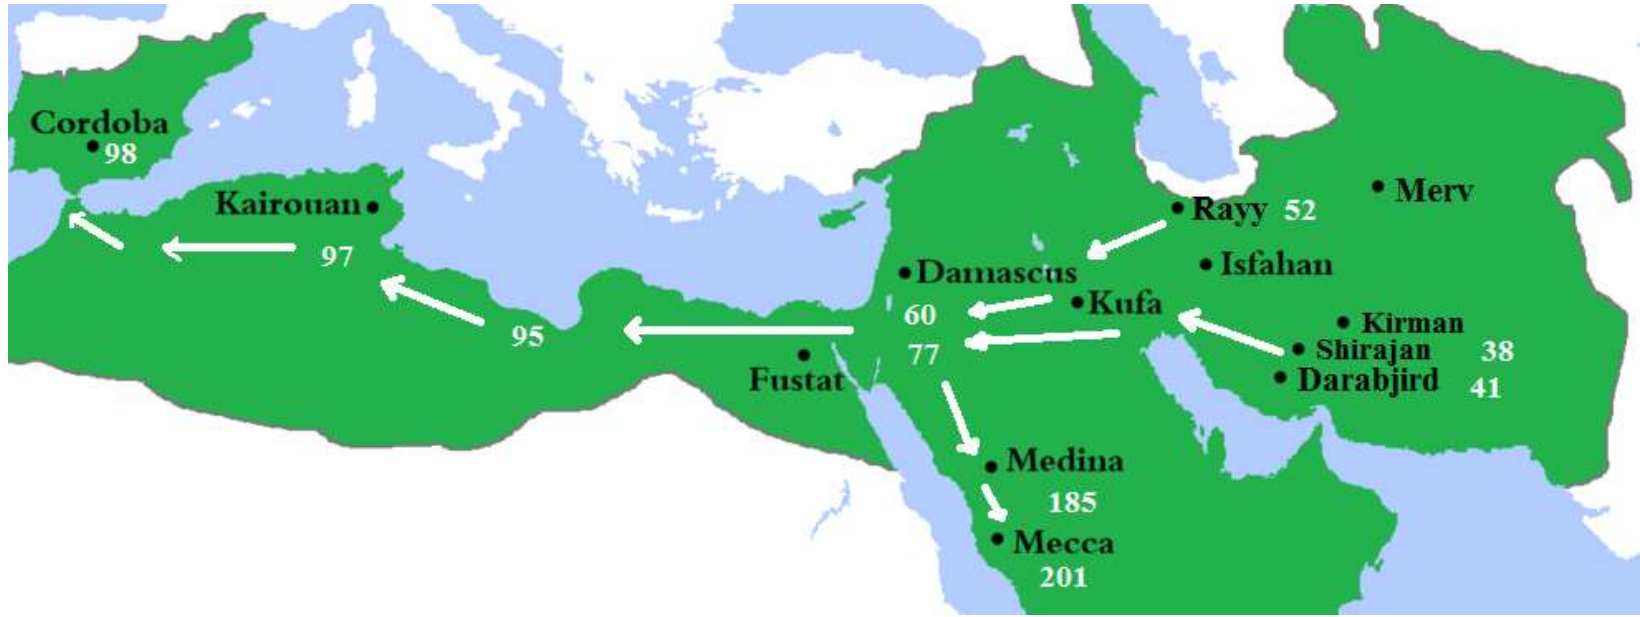 Cordoba
98
Kairouan
97
95
Fustat
Damascus
60
77
Kufa
Rayy 52
Merv
Isfahan
Kirman
Shirajan 38
Darabjird 41
Medina
185
Mecca
201